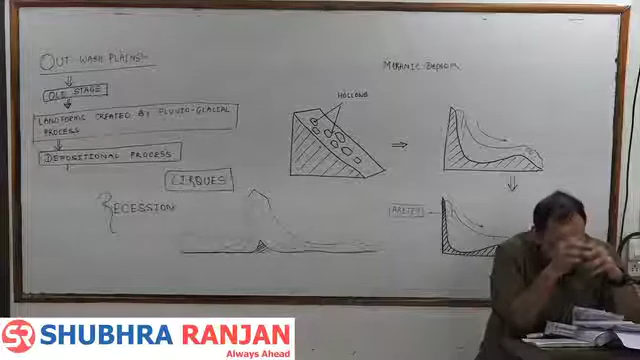 OUT-WASH PLAINS
OLD STAGE
LANDFORMS CREATED BY FLUVIO-GLACIAL
PROCESS
DEPOSITIONAL PROCESS
CIRQUES
RECESSION
HOLLOWS
SR SHUBHRA RANJAN
Always Ahead